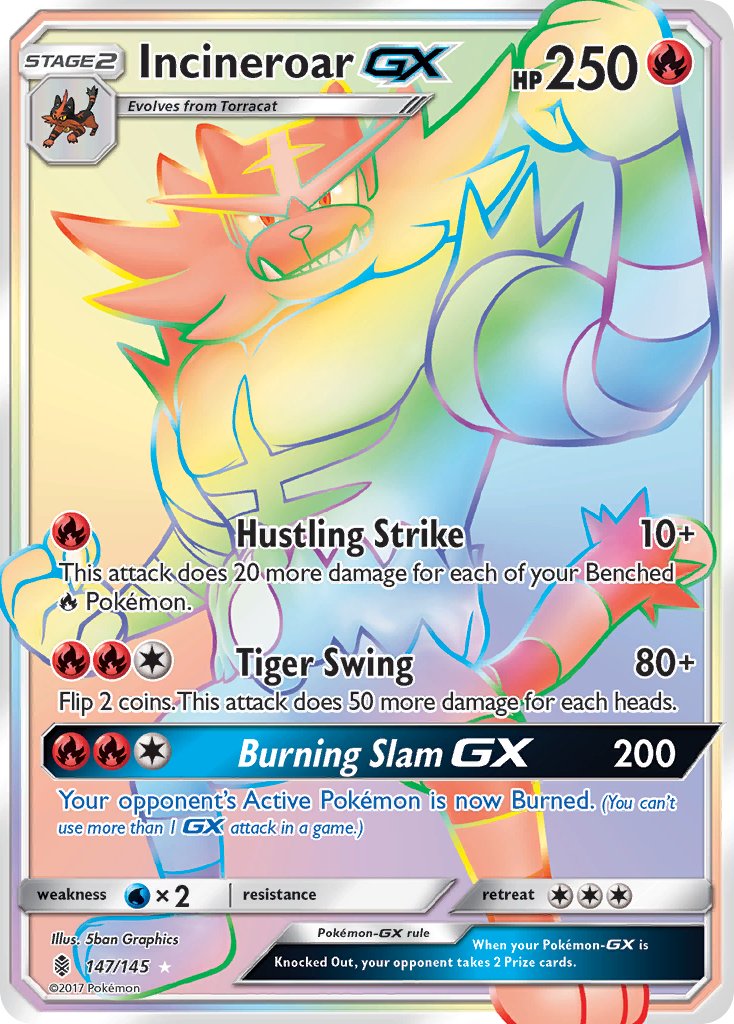 STAGE 2 Incineroar GX HP 250
Evolves from Torracat
Hustling Strike 10+
This attack does 20 more damage for each of your Benched
Pokémon.
Tiger Swing 80+
Flip 2 coins. This attack does 50 more damage for each heads.
Burning Slam GX 200
Your opponent's Active Pokémon is now Burned. (You can't
use more than 1 GX attack in a game.)
weakness ×2 resistance retreat
Illus. 5ban Graphics
147/145
©2017 Pokémon
Pokémon-GX rule
When your Pokémon-GX is
Knocked Out, your opponent takes 2 Prize cards.